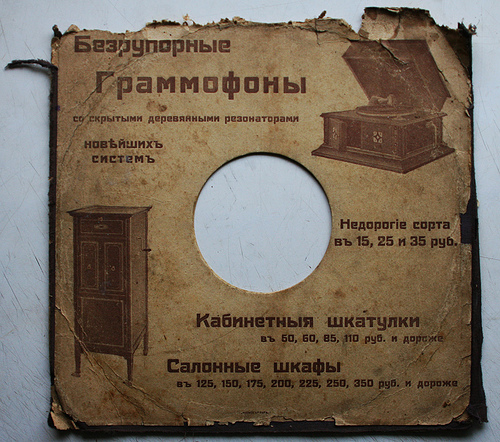 Безрупорные
Граммофоны
со скрытыми деревянными резонаторами
новѣйшихъ
системъ
Недорогіе сорта
въ 15, 25 и 35 руб.
Кабинетныя шкатулки
въ 50, 60, 85, 110 руб. и дороже
Салонные шкафы
въ 125, 150, 175, 200, 225, 250, 350 руб. и дороже